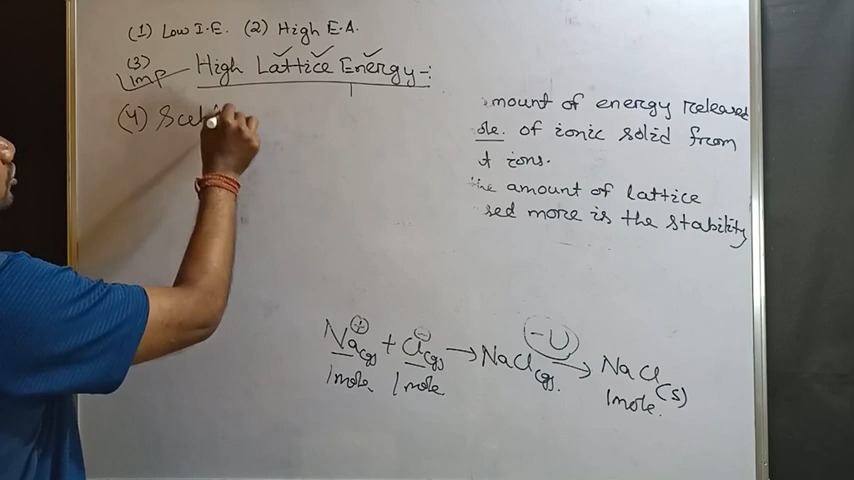 (1) Low I.E. (2) High E.A.
(3) Imp High Lattice Energy-:
(4)
mount of energy released
ole. of ionic solid from
t ions.
amount of lattice
sed more is the stability
Na⊕(g) + Cl⊖(g) → NaCl(g). -U → NaCl(s)
1mole 1mole 1mole.